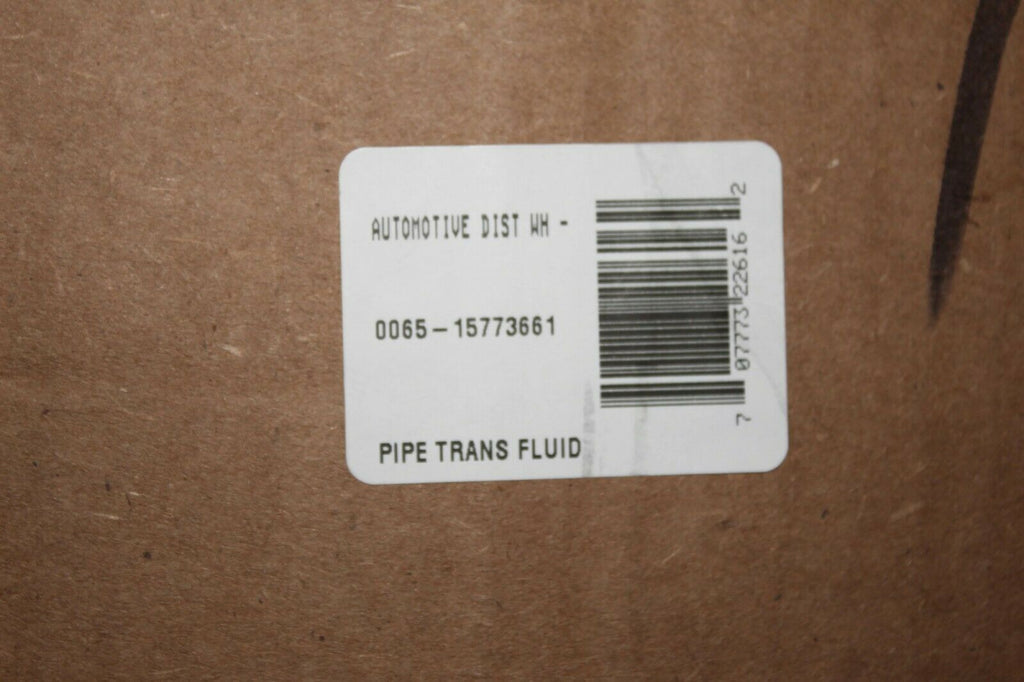 AUTOMOTIVE DIST WH -
0065-15773661
PIPE TRANS FLUID
7 07773 22616 2